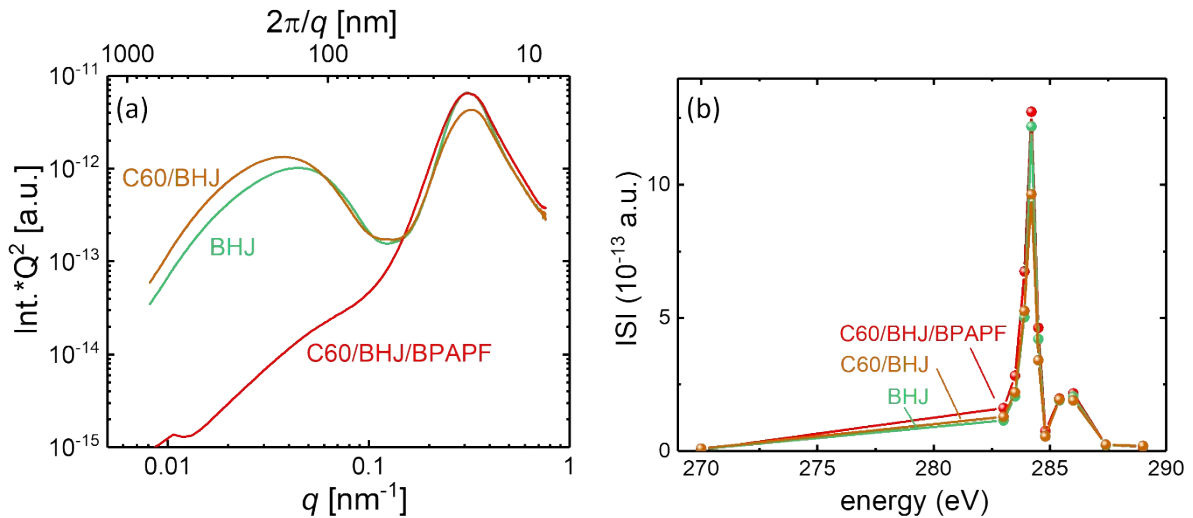 2π/q [nm]
1000 100 10
10⁻¹¹
(a)
10⁻¹²
C60/BHJ
BHJ
10⁻¹³
Int.*Q² [a.u.]
10⁻¹⁴
C60/BHJ/BPAPF
10⁻¹⁵
0.01 0.1 1
q [nm⁻¹]
(b)
10
ISI (10⁻¹³ a.u.)
5
C60/BHJ/BPAPF
C60/BHJ
BHJ
0
270 275 280 285 290
energy (eV)